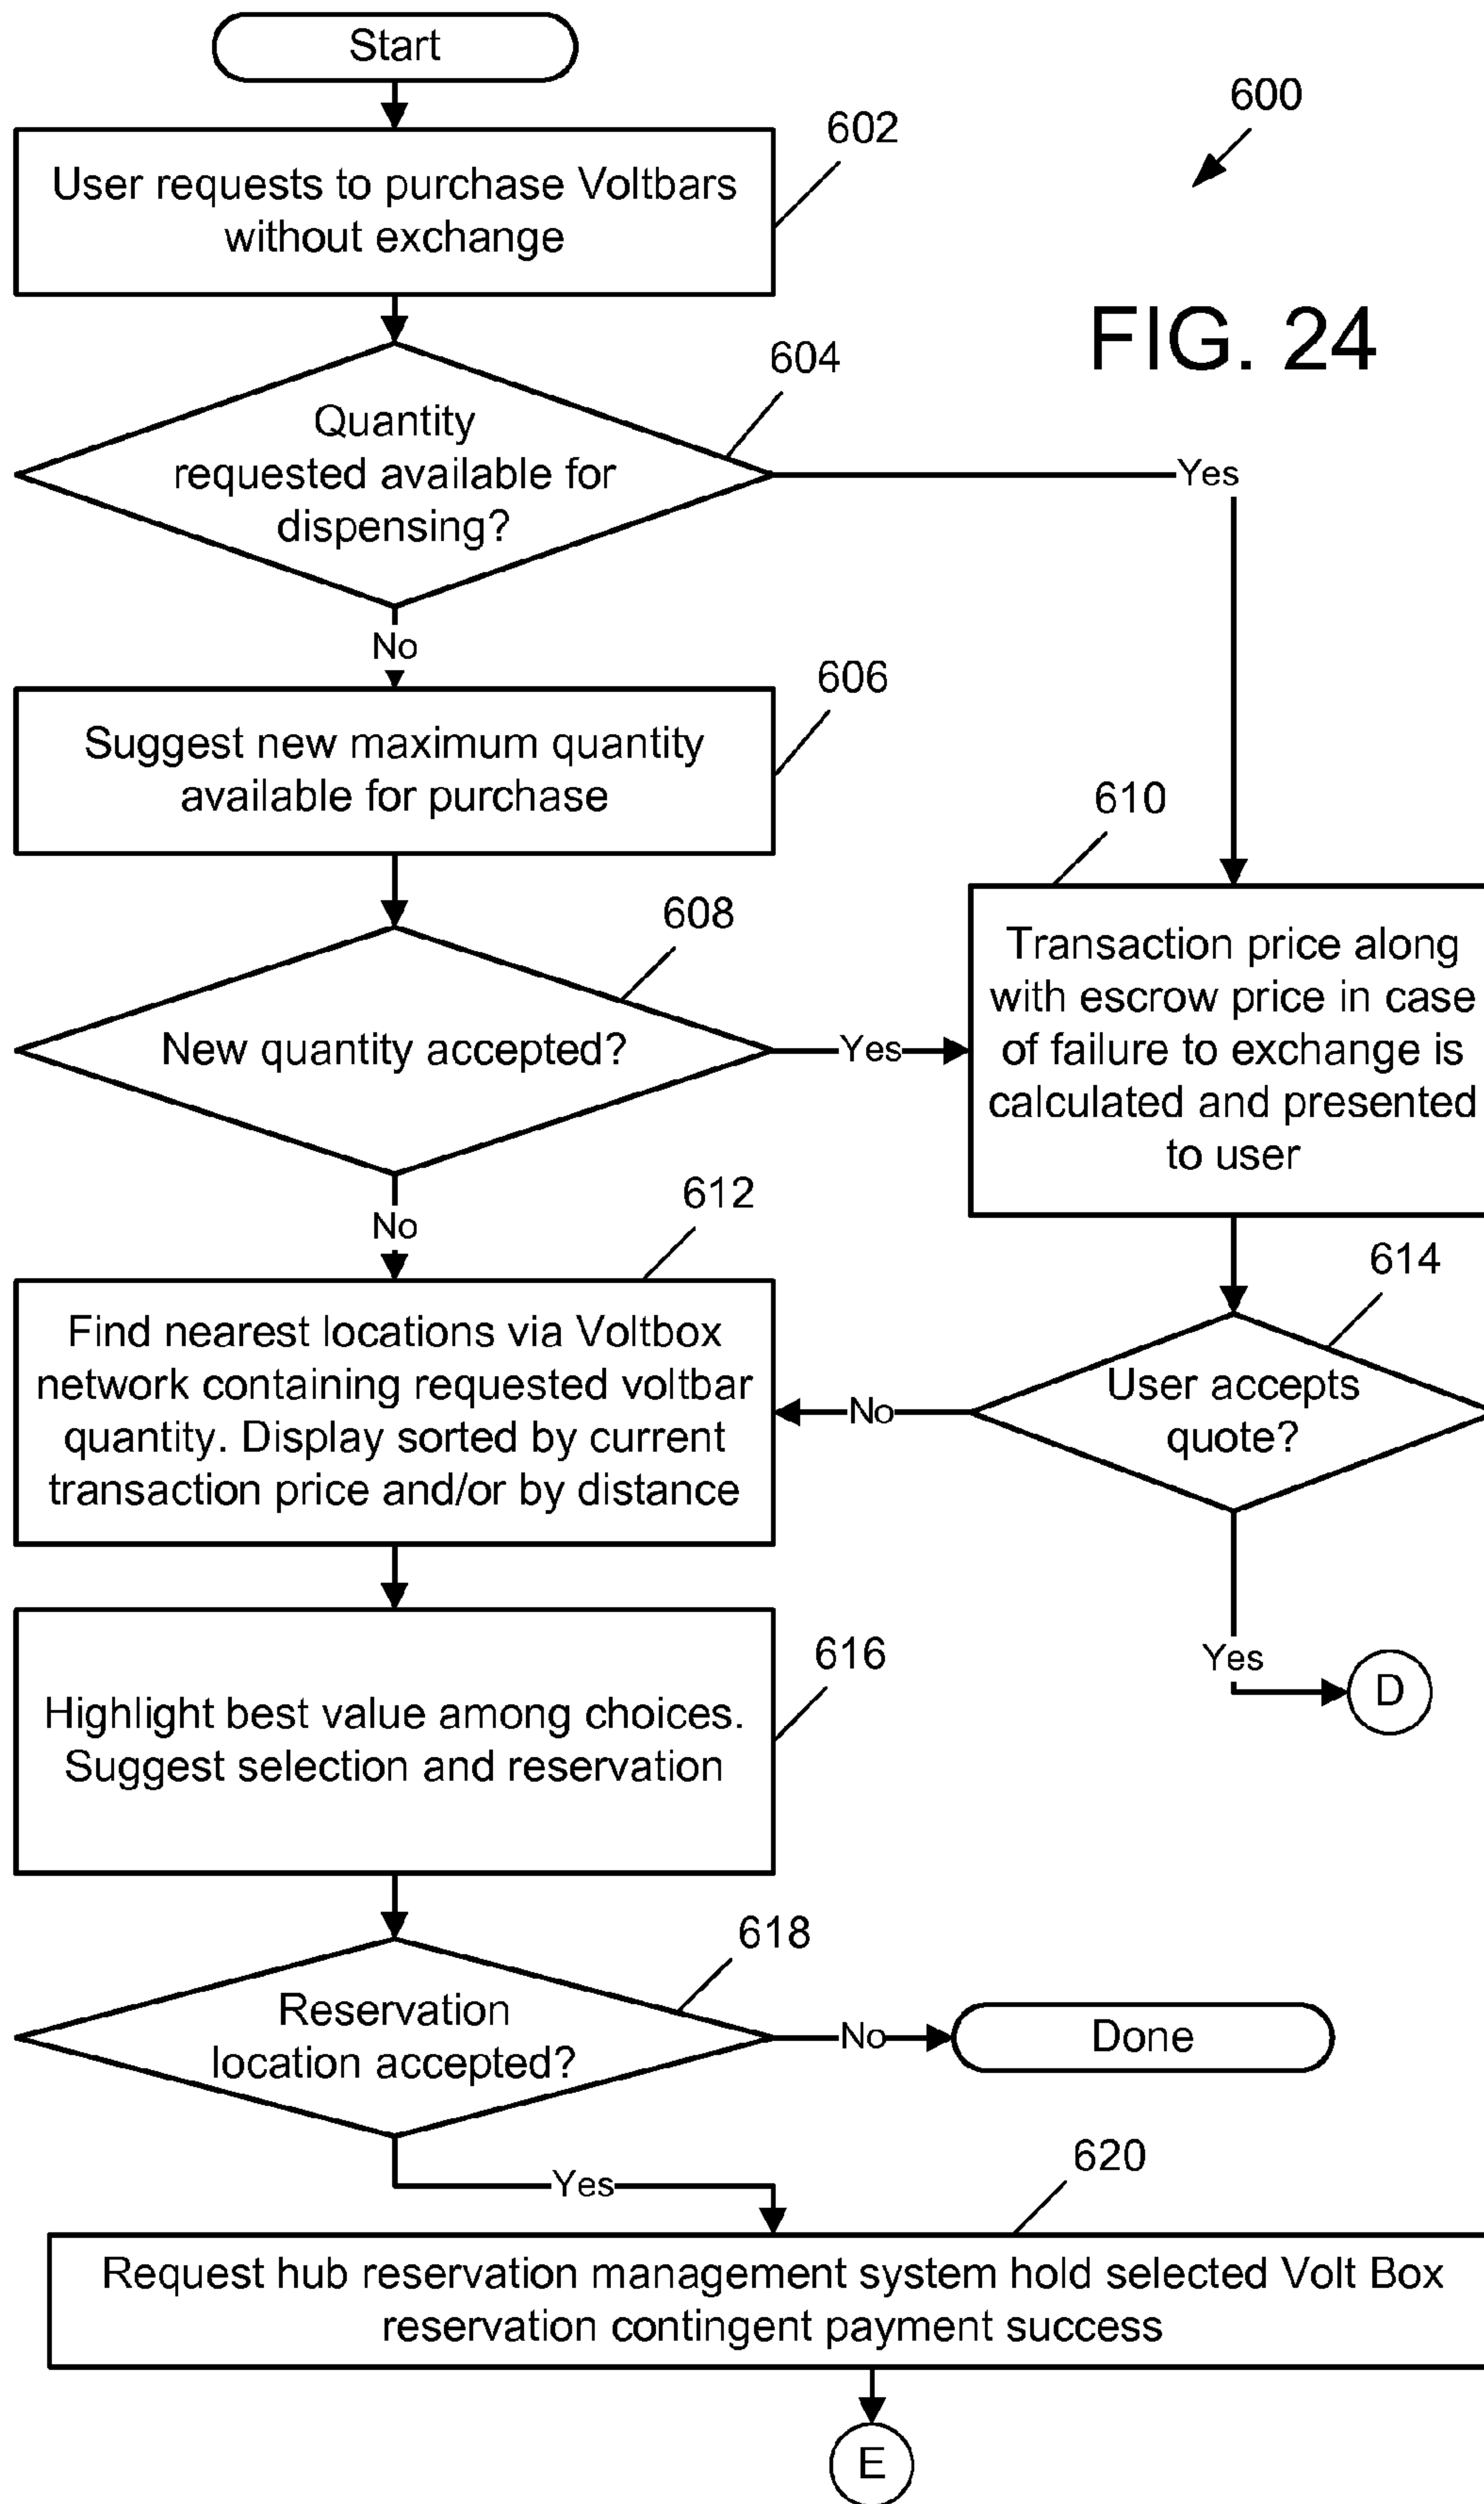 Start
600
602
User requests to purchase Voltbars
without exchange
FIG. 24
604
Quantity
requested available for
dispensing?
Yes
No
606
Suggest new maximum quantity
available for purchase
610
608
Transaction price along
with escrow price in case
of failure to exchange is
calculated and presented
to user
New quantity accepted?
Yes
No
612
614
Find nearest locations via Voltbox
network containing requested voltbar
quantity. Display sorted by current
transaction price and/or by distance
No
User accepts
quote?
Yes
D
616
Highlight best value among choices.
Suggest selection and reservation
618
Reservation
location accepted?
No
Done
Yes
620
Request hub reservation management system hold selected Volt Box
reservation contingent payment success
E